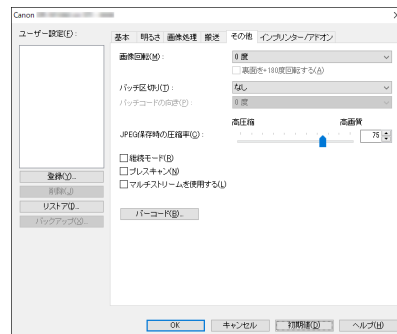 Canon
ユーザー設定(F):
登録(Y)...
削除(J)
リストア(I)...
バックアップ(X)...
基本 明るさ 画像処理 搬送 その他 インプリンター/アドオン
画像回転(M): 0 度
裏面を+180度回転する(A)
バッチ区切り(T): なし
バッチコードの向き(P): 0 度
高圧縮 高画質
JPEG保存時の圧縮率(C): 75
継続モード(R)
プレスキャン(N)
マルチストリームを使用する(L)
バーコード(B)...
OK キャンセル 初期値(D) ヘルプ(H)